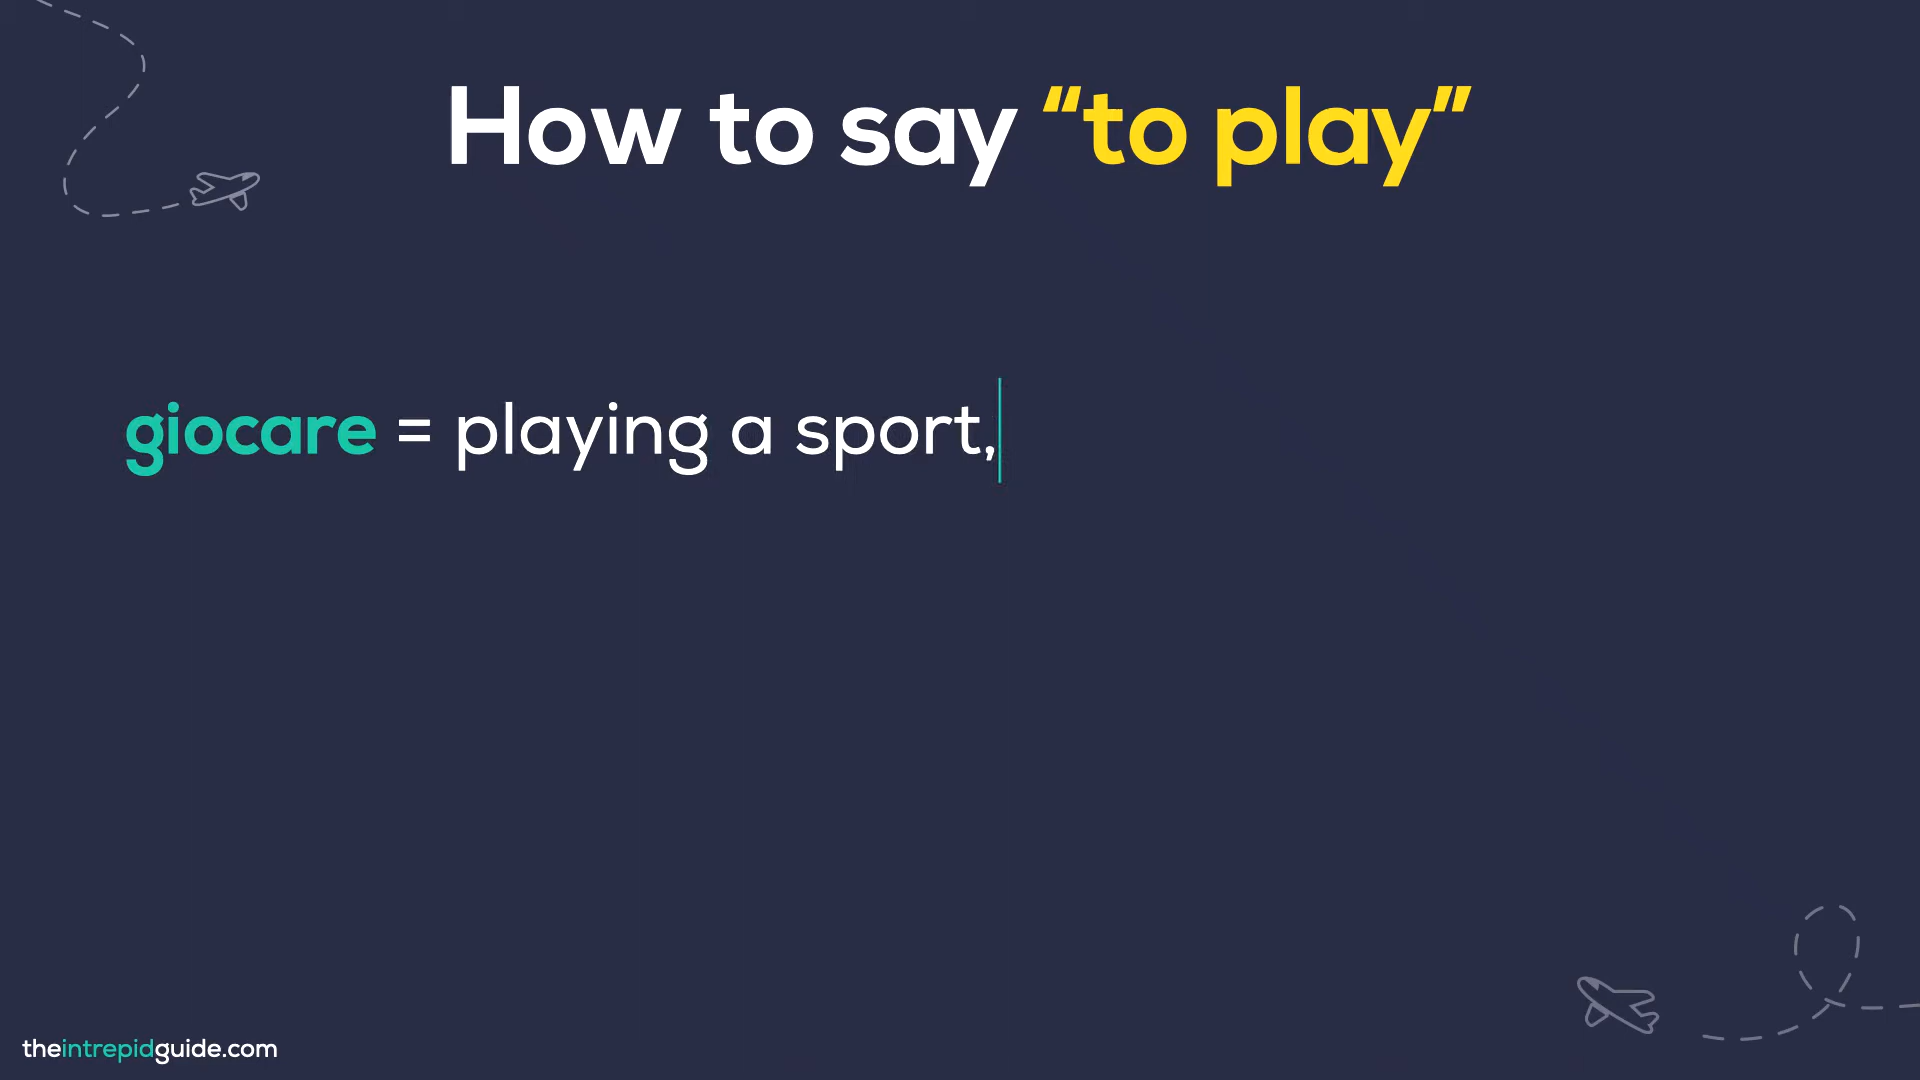 How to say “to play”
giocare = playing a sport,
theintrepidguide.com